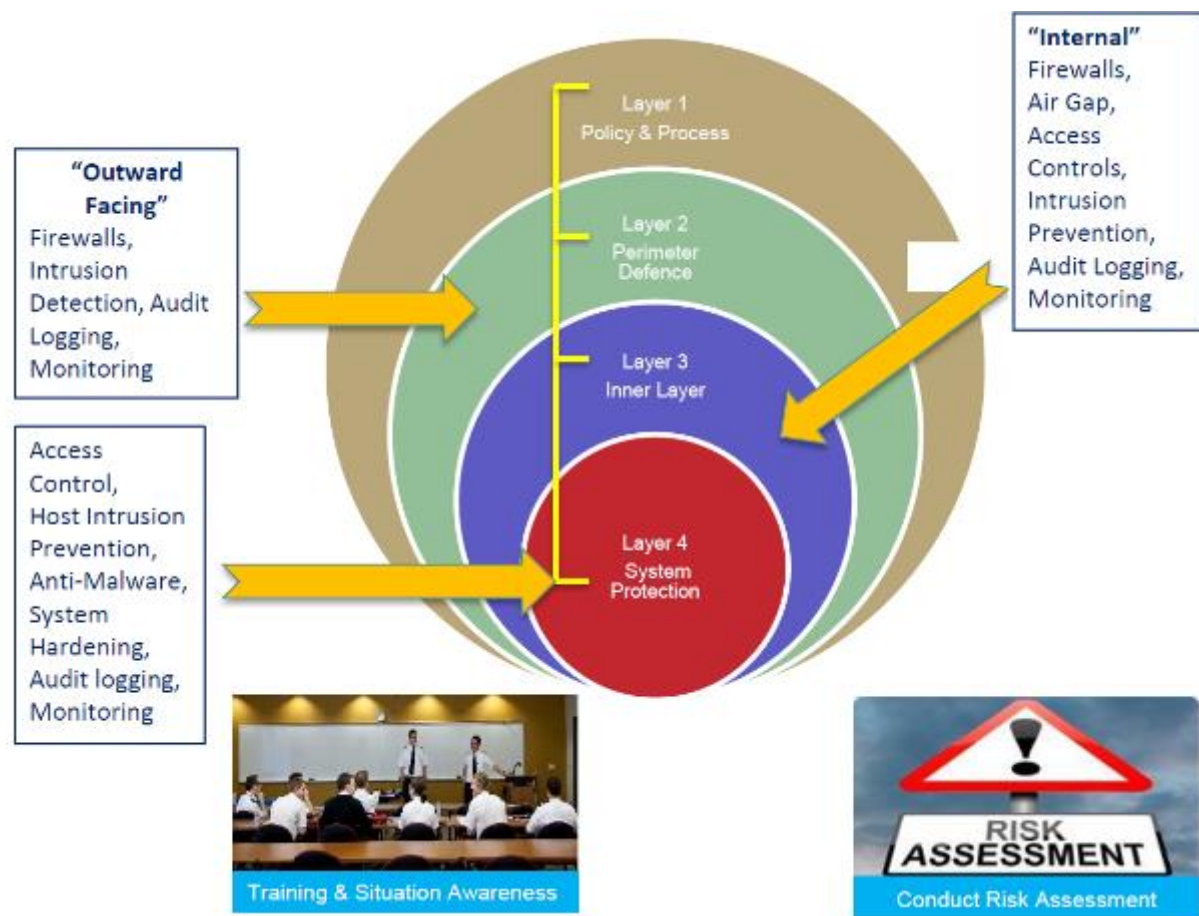 “Outward
Facing”
Firewalls,
Intrusion
Detection, Audit
Logging,
Monitoring
Access
Control,
Host Intrusion
Prevention,
Anti-Malware,
System
Hardening,
Audit logging,
Monitoring
Layer 1
Policy & Process
Layer 2
Perimeter
Defence
Layer 3
Inner Layer
Layer 4
System
Protection
“Internal”
Firewalls,
Air Gap,
Access
Controls,
Intrusion
Prevention,
Audit Logging,
Monitoring
Training & Situation Awareness
RISK
ASSESSMENT
Conduct Risk Assessment